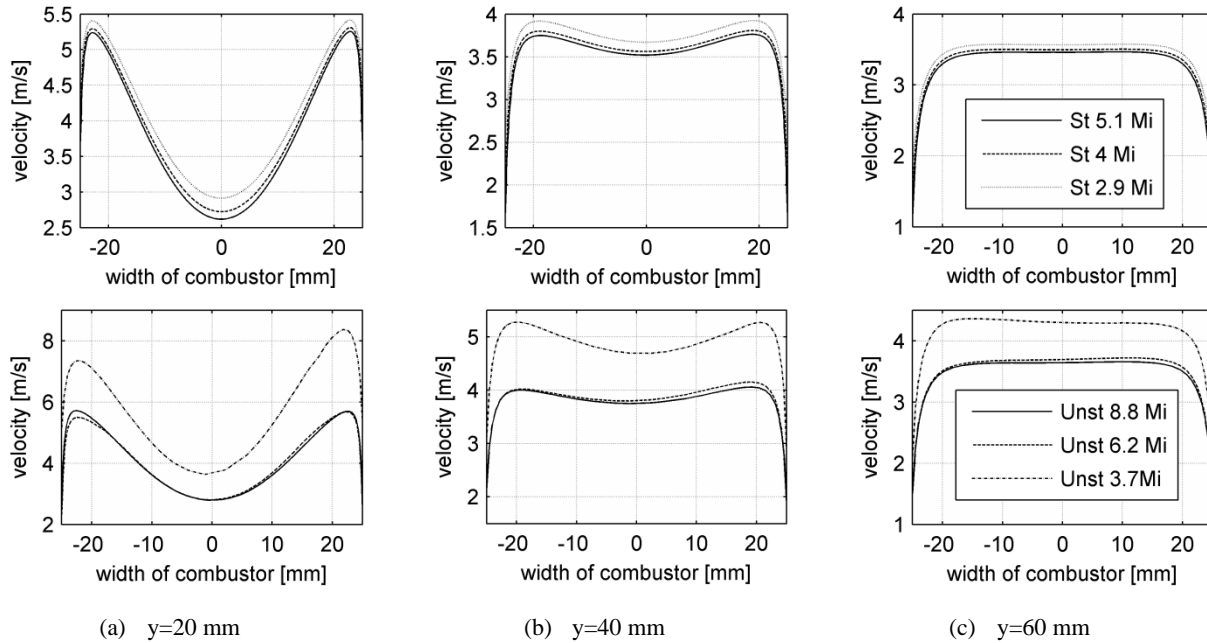 5.5
5
4.5
4
3.5
3
2.5
-20 0 20
velocity [m/s]
width of combustor [mm]
4
3.5
3
2.5
2
1.5
-20 0 20
velocity [m/s]
width of combustor [mm]
4
3
2
1
-20 -10 0 10 20
velocity [m/s]
width of combustor [mm]
St 5.1 Mi
St 4 Mi
St 2.9 Mi
8
6
4
2
-20 -10 0 10 20
velocity [m/s]
width of combustor [mm]
5
4
3
2
-20 -10 0 10 20
velocity [m/s]
width of combustor [mm]
4
3
2
1
-20 -10 0 10 20
velocity [m/s]
width of combustor [mm]
Unst 8.8 Mi
Unst 6.2 Mi
Unst 3.7Mi
(a) y=20 mm
(b) y=40 mm
(c) y=60 mm